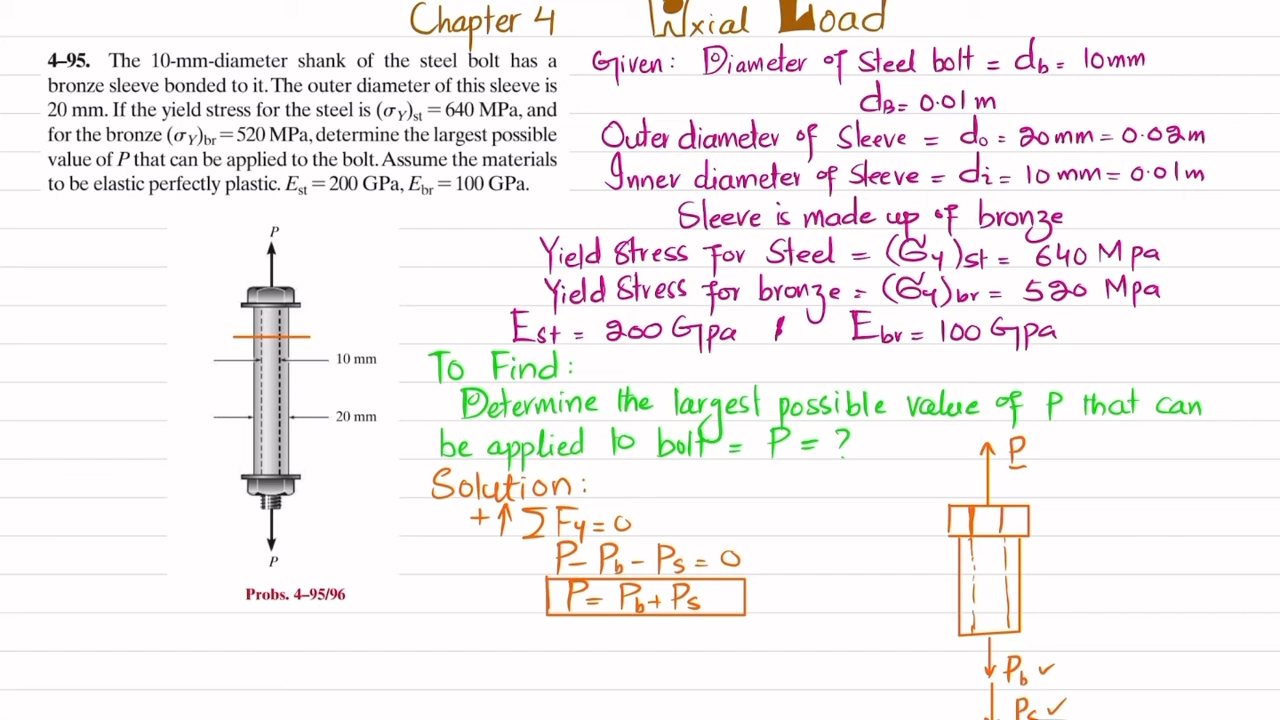 Chapter 4 Axial Load
4–95. The 10-mm-diameter shank of the steel bolt has a
bronze sleeve bonded to it. The outer diameter of this sleeve is
20 mm. If the yield stress for the steel is (σY)st = 640 MPa, and
for the bronze (σY)br = 520 MPa, determine the largest possible
value of P that can be applied to the bolt. Assume the materials
to be elastic perfectly plastic. Est = 200 GPa, Ebr = 100 GPa.
P
10 mm
20 mm
P
Probs. 4–95/96
Given: Diameter of Steel bolt = db = 10mm
dB = 0.01 m
Outer diameter of Sleeve = do = 20 mm = 0.02m
Inner diameter of Sleeve = di = 10 mm = 0.01m
Sleeve is made up of bronze
Yield Stress for Steel = (σy)st = 640 Mpa
Yield Stress for bronze = (σy)br = 520 Mpa
Est = 200 Gpa , Ebr = 100 Gpa
To Find:
Determine the largest possible value of P that can
be applied to bolt = P = ?
Solution:
+↑ ΣFy = 0
P - Pb - Ps = 0
P = Pb + Ps
P
Pb ✓
Ps ✓